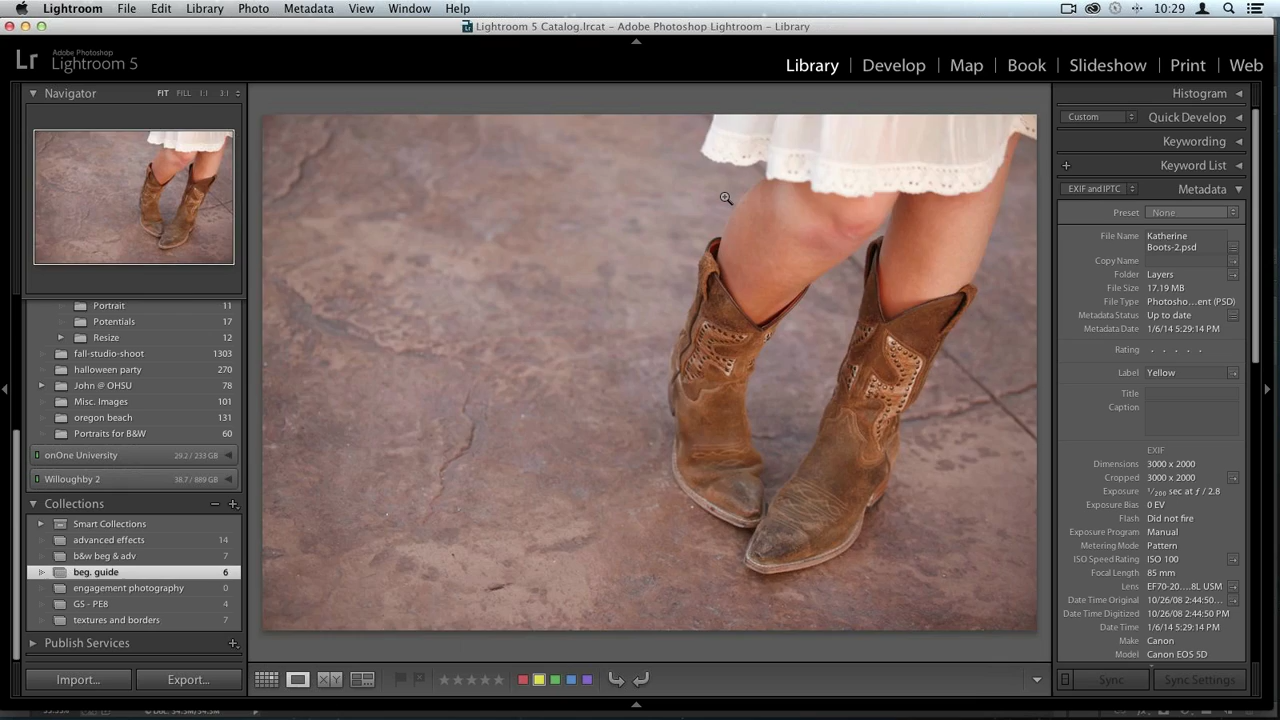 Lightroom File Edit Library Photo Metadata View Window Help 10:29
Lightroom 5 Catalog.lrcat – Adobe Photoshop Lightroom – Library
Lr Adobe Photoshop
Lightroom 5
Library | Develop | Map | Book | Slideshow | Print | Web
Navigator FIT FILL 1:1 3:1
Portrait 11
Potentials 17
Resize 12
fall-studio-shoot 1303
halloween party 270
John @ OHSU 78
Misc. Images 101
oregon beach 131
Portraits for B&W 60
onOne University 29.2 / 233 GB
Willoughby 2 38.7 / 889 GB
Collections
Smart Collections
advanced effects 14
b&w beg & adv 7
beg. guide 6
engagement photography 0
GS - PE8 4
textures and borders 7
Publish Services
Import... Export...
Histogram
Custom Quick Develop
Keywording
Keyword List
EXIF and IPTC Metadata
Preset None
File Name Katherine
Boots-2.psd
Copy Name
Folder Layers
File Size 17.19 MB
File Type Photosho...ent (PSD)
Metadata Status Up to date
Metadata Date 1/6/14 5:29:14 PM
Rating . . . . .
Label Yellow
Title
Caption
EXIF
Dimensions 3000 x 2000
Cropped 3000 x 2000
Exposure 1/200 sec at f / 2.8
Exposure Bias 0 EV
Flash Did not fire
Exposure Program Manual
Metering Mode Pattern
ISO Speed Rating ISO 100
Focal Length 85 mm
Lens EF70-20....8L USM
Date Time Original 10/26/08 2:44:50...
Date Time Digitized 10/26/08 2:44:50 PM
Date Time 1/6/14 5:29:14 PM
Make Canon
Model Canon EOS 5D
Sync Sync Settings